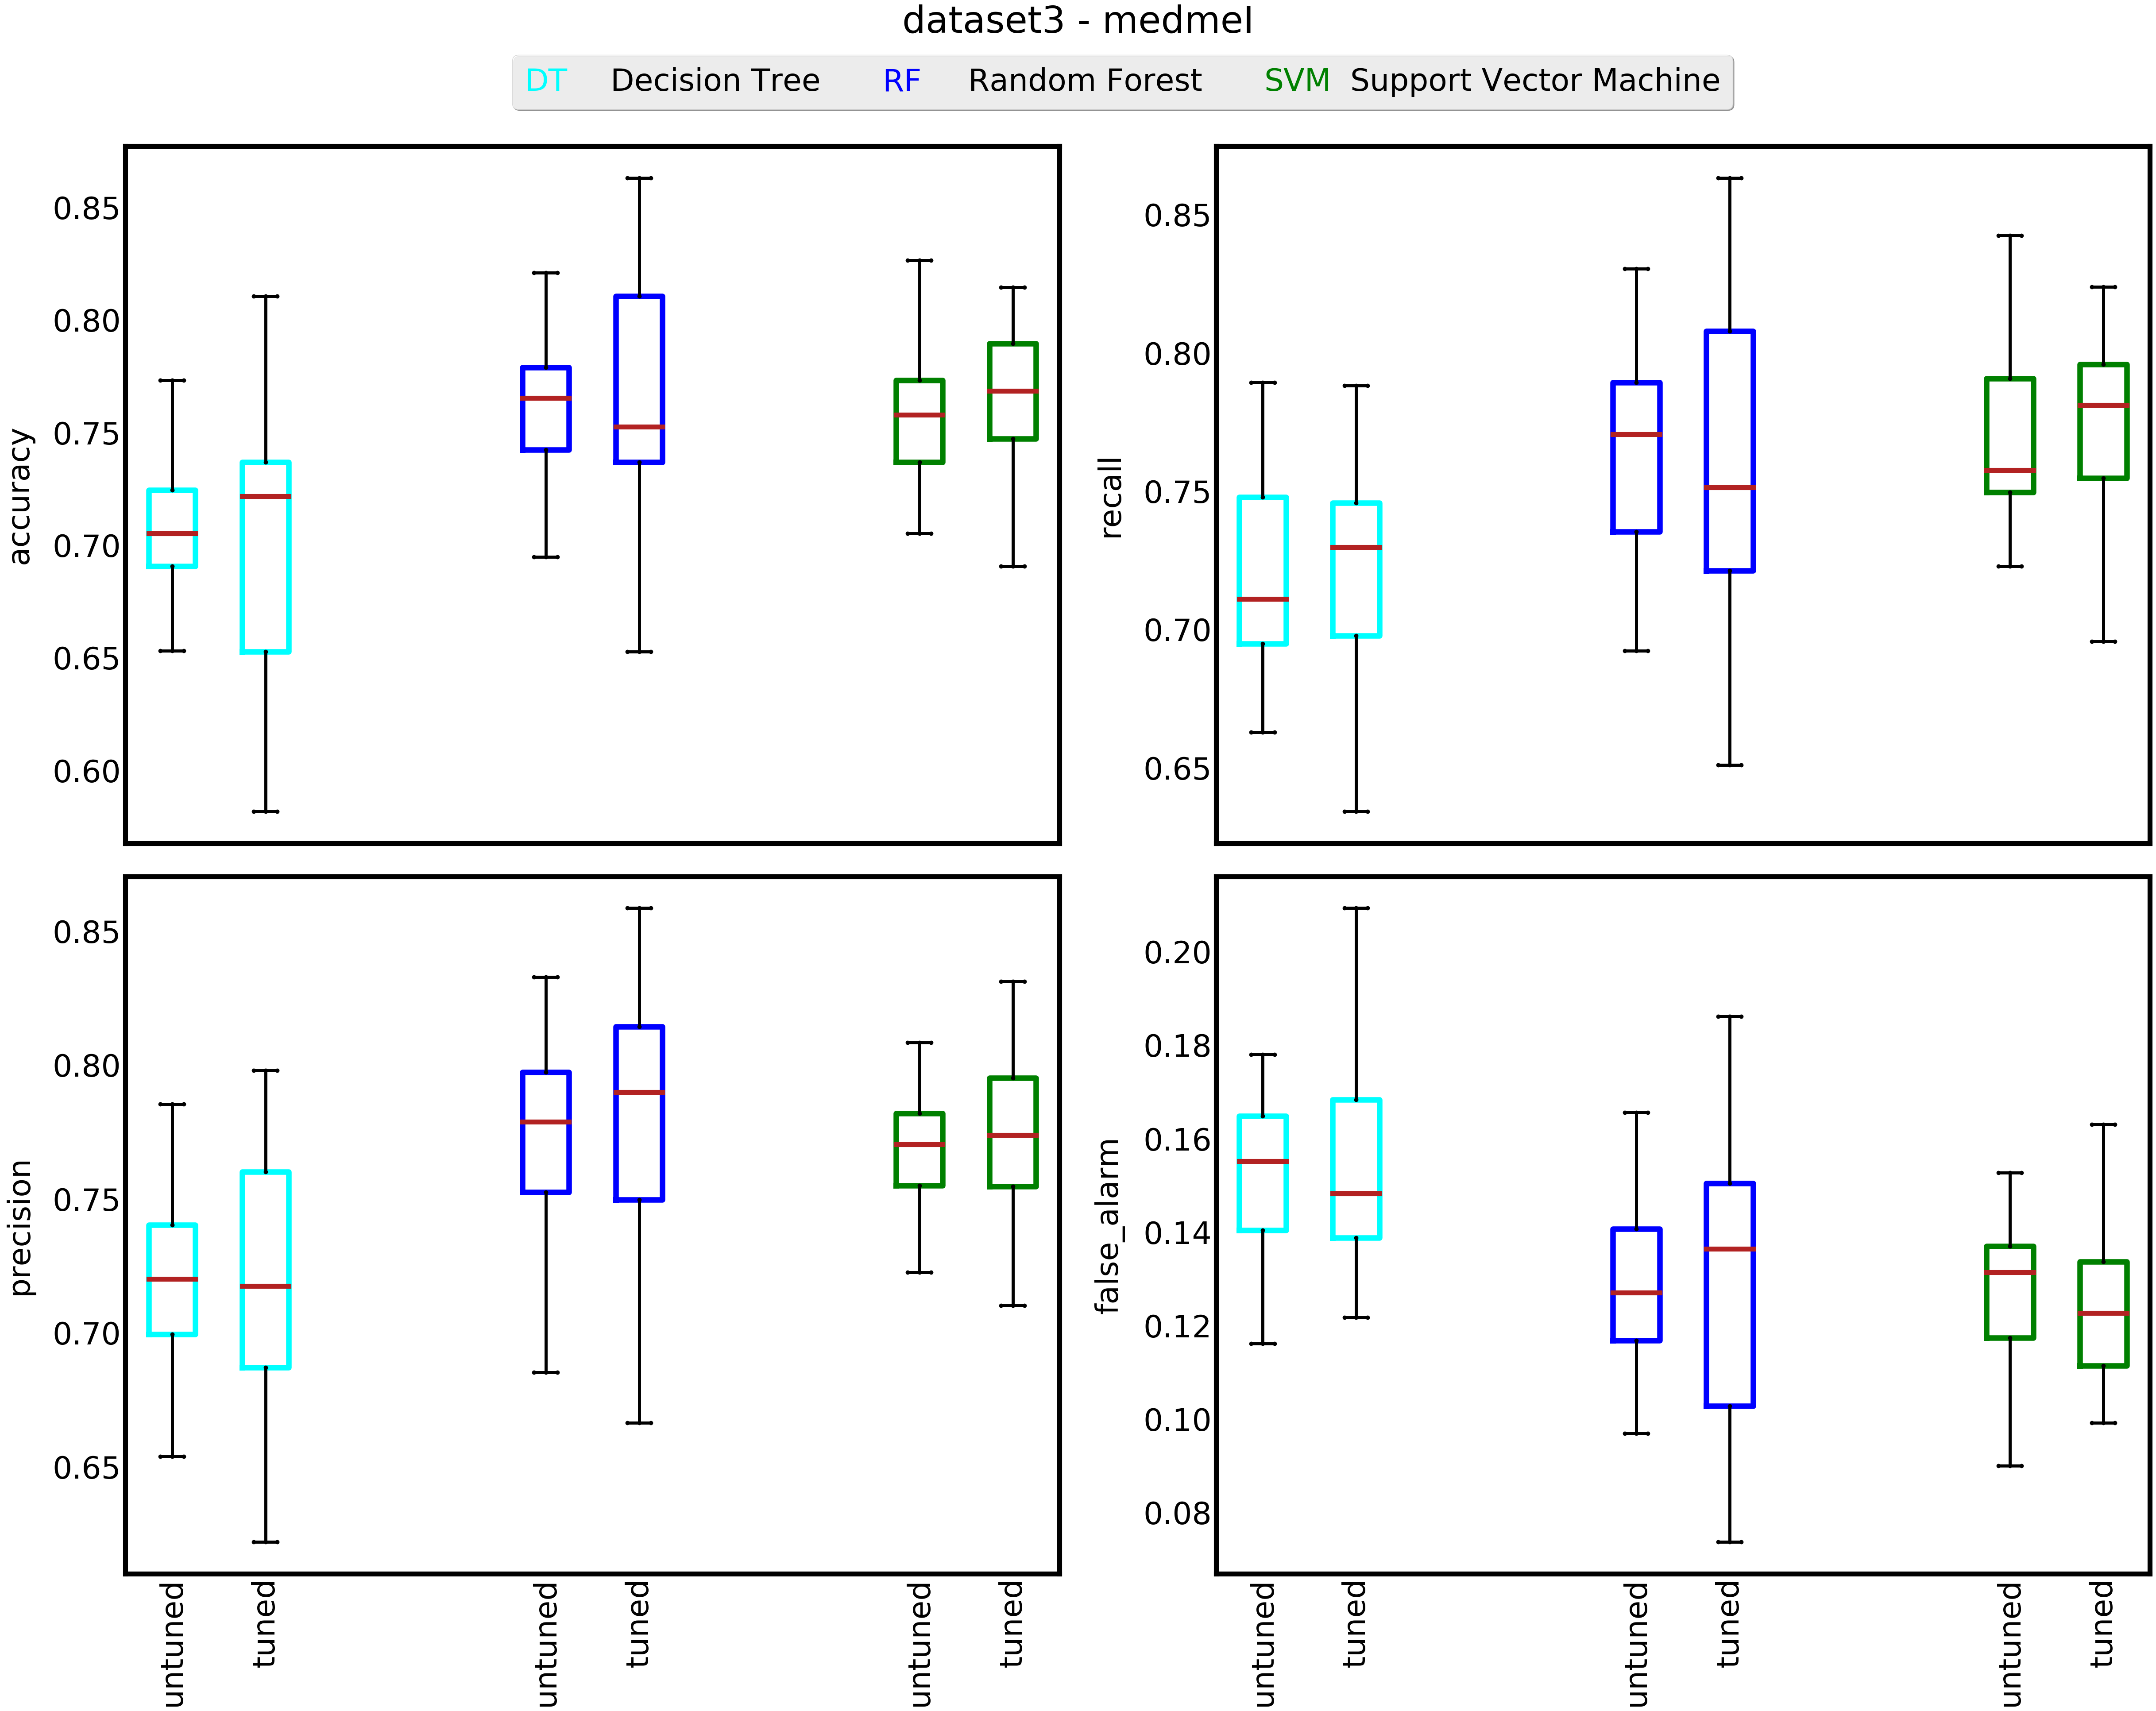 dataset3 - medmel
DT Decision Tree RF Random Forest SVM Support Vector Machine
accuracy
0.85
0.80
0.75
0.70
0.65
0.60
recall
0.85
0.80
0.75
0.70
0.65
precision
0.85
0.80
0.75
0.70
0.65
untuned tuned untuned tuned untuned tuned
false_alarm
0.20
0.18
0.16
0.14
0.12
0.10
0.08
untuned tuned untuned tuned untuned tuned